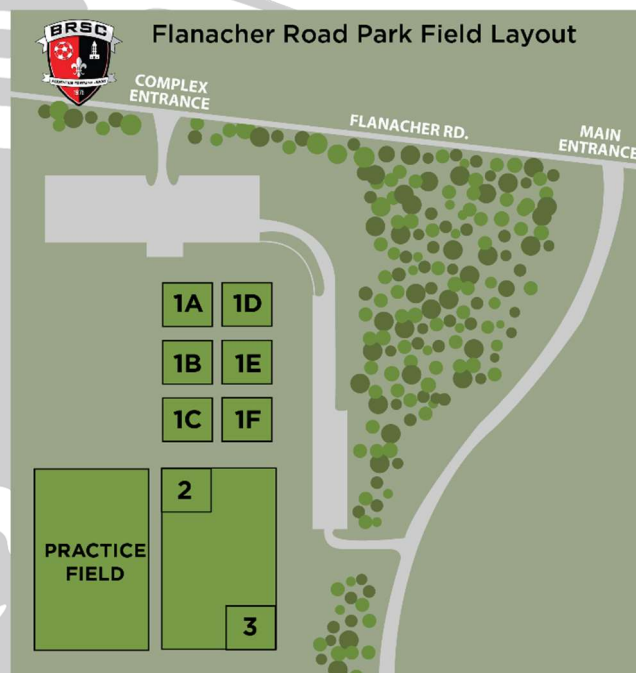 BRSC
Flanacher Road Park Field Layout
COMPLEX
ENTRANCE
FLANACHER RD.
MAIN
ENTRANCE
1A
1D
1B
1E
1C
1F
2
PRACTICE
FIELD
3